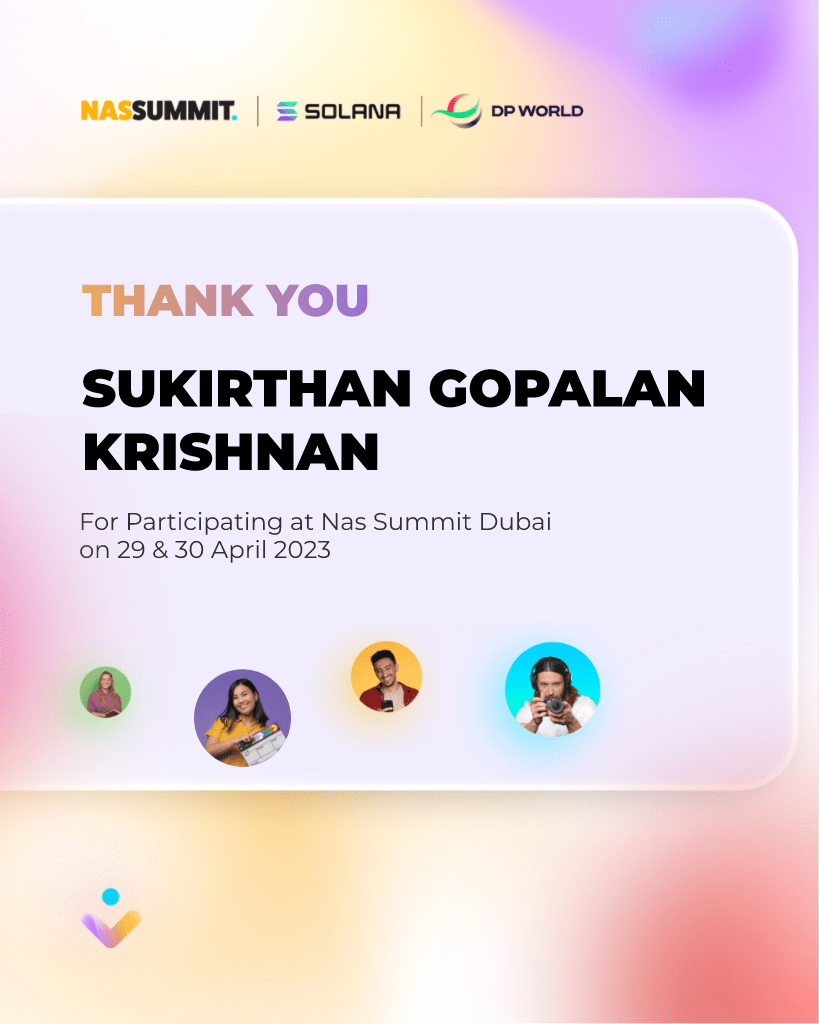 NASSUMMIT. | SOLANA | DP WORLD
THANK YOU
SUKIRTHAN GOPALAN
KRISHNAN
For Participating at Nas Summit Dubai
on 29 & 30 April 2023